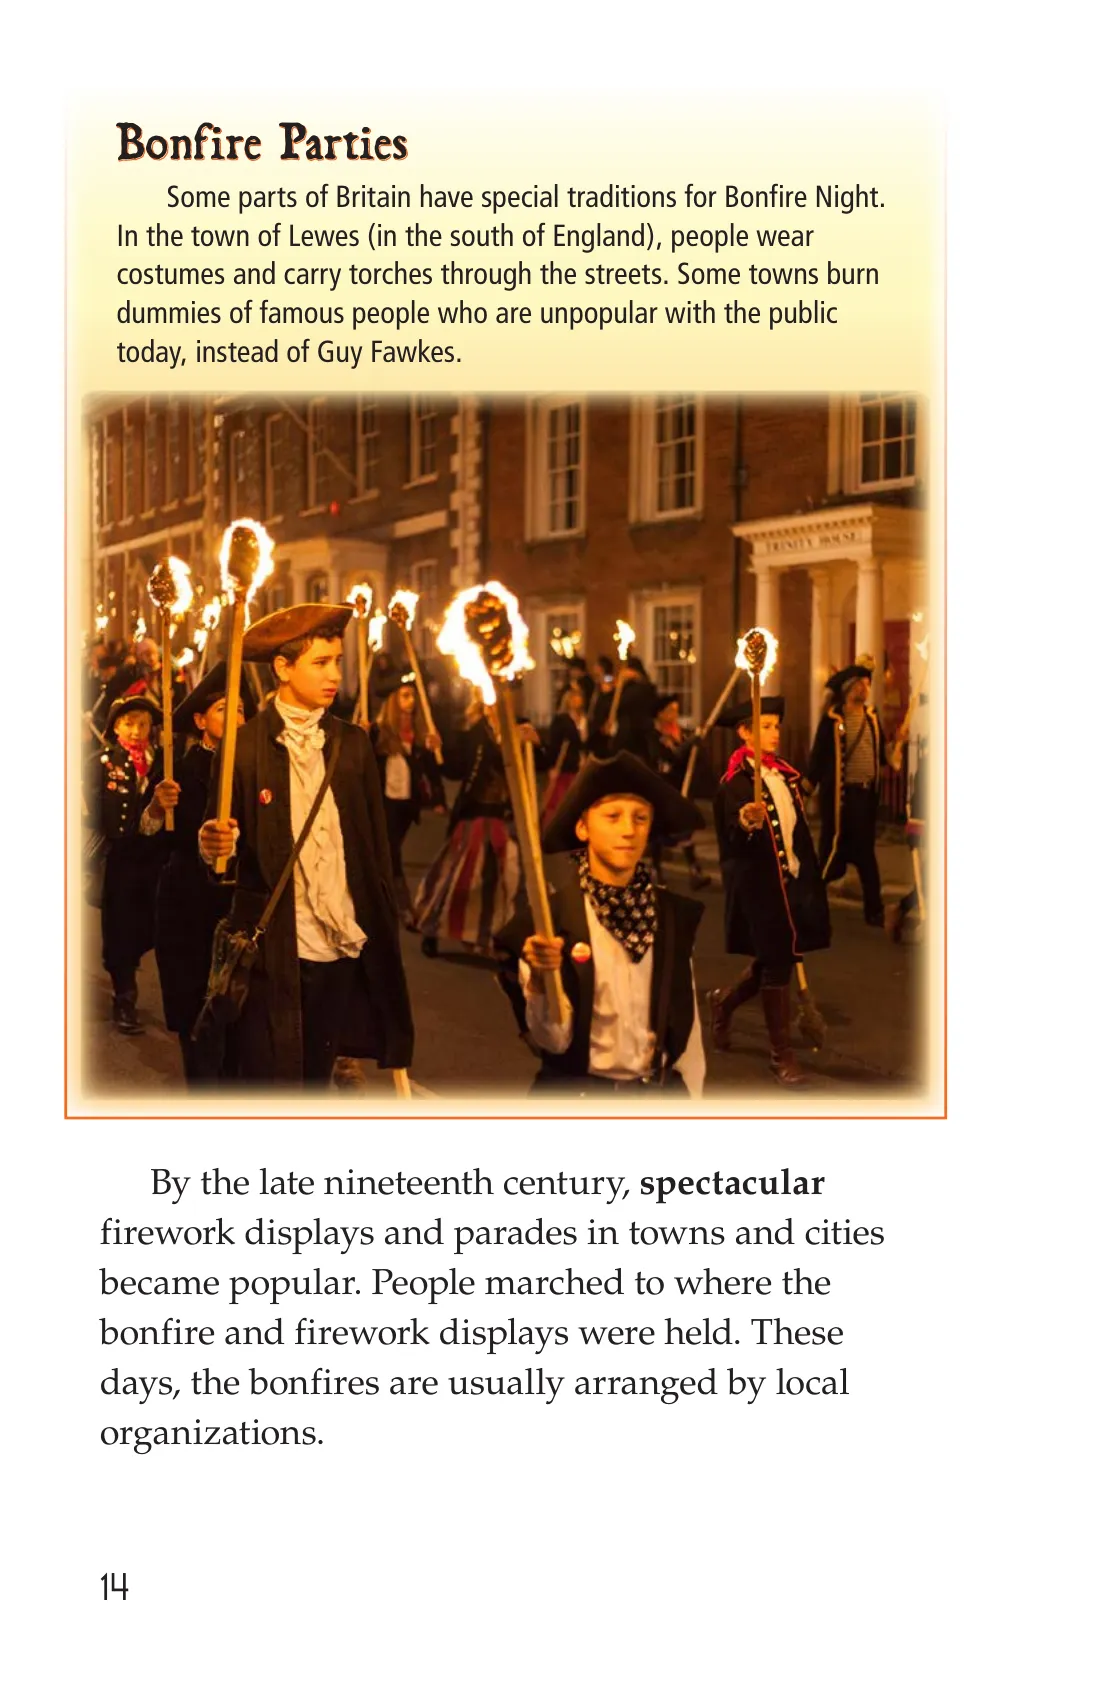 Bonfire Parties
Some parts of Britain have special traditions for Bonfire Night.
In the town of Lewes (in the south of England), people wear
costumes and carry torches through the streets. Some towns burn
dummies of famous people who are unpopular with the public
today, instead of Guy Fawkes.
TRINITY HOUSE
By the late nineteenth century, spectacular
firework displays and parades in towns and cities
became popular. People marched to where the
bonfire and firework displays were held. These
days, the bonfires are usually arranged by local
organizations.
14